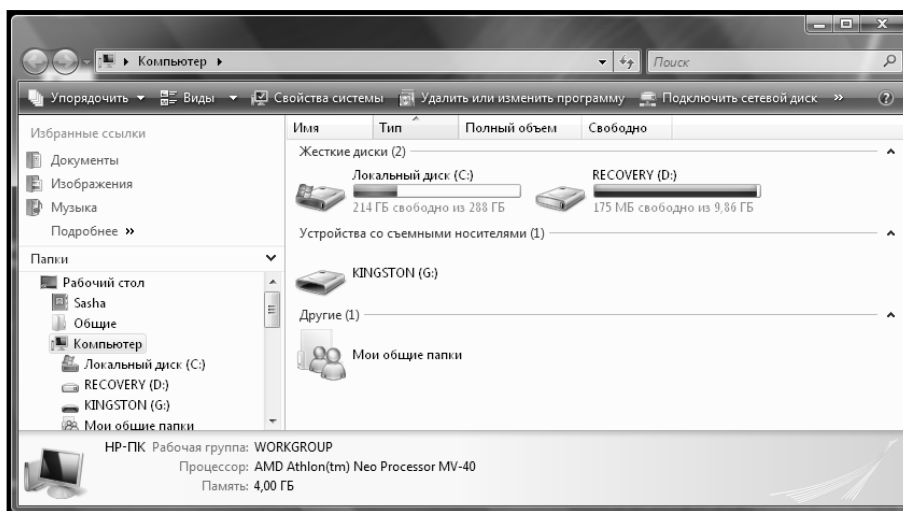 Компьютер
Поиск
Упорядочить Виды Свойства системы Удалить или изменить программу Подключить сетевой диск »
Избранные ссылки
Документы
Изображения
Музыка
Подробнее »
Папки
Рабочий стол
Sasha
Общие
Компьютер
Локальный диск (C:)
RECOVERY (D:)
KINGSTON (G:)
Мои общие папки
Имя Тип Полный объем Свободно
Жесткие диски (2)
Локальный диск (C:)
214 ГБ свободно из 288 ГБ
RECOVERY (D:)
175 МБ свободно из 9,86 ГБ
Устройства со съемными носителями (1)
KINGSTON (G:)
Другие (1)
Мои общие папки
HP-ПК Рабочая группа: WORKGROUP
Процессор: AMD Athlon(tm) Neo Processor MV-40
Память: 4,00 ГБ